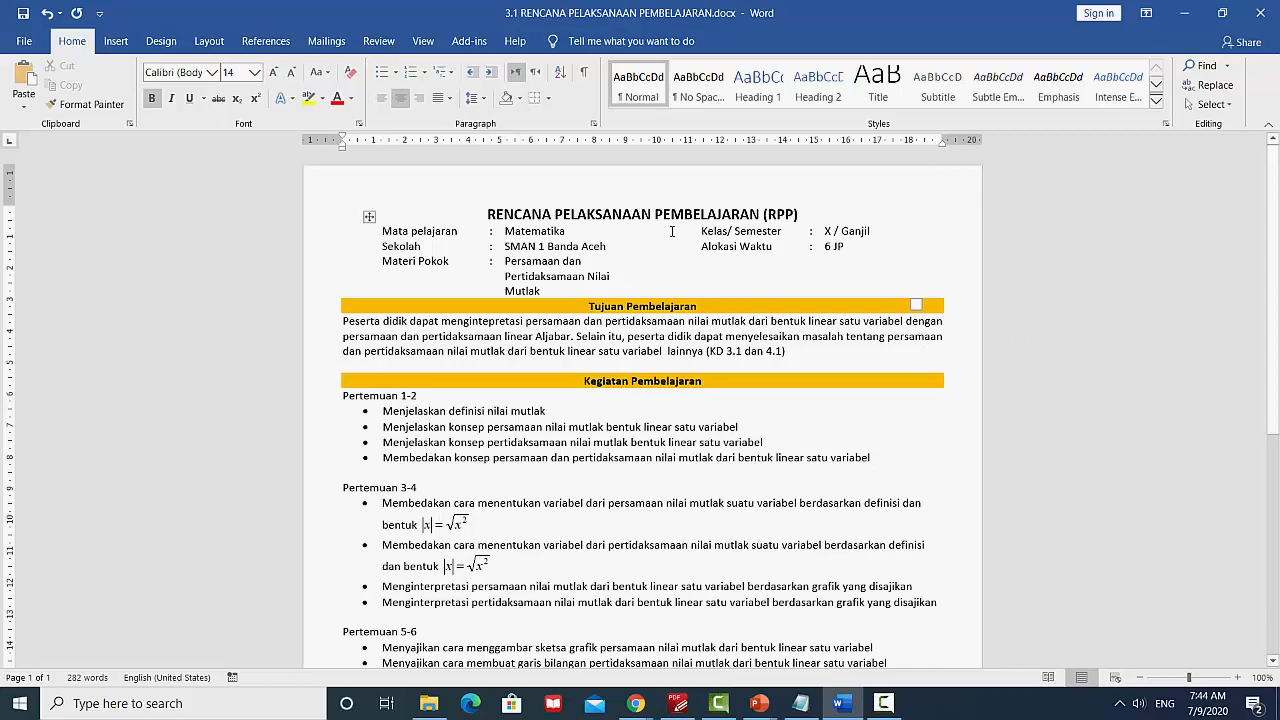 3.1 RENCANA PELAKSANAAN PEMBELAJARAN.docx - Word
Sign in
File Home Insert Design Layout References Mailings Review View Add-ins Help Tell me what you want to do
Share
Paste
Cut
Copy
Format Painter
Clipboard
Calibri (Body 14
Font
Paragraph
AaBbCcDd AaBbCcDd AaBbCc AaBbCcE AaB AaBbCcD AaBbCcDd AaBbCcDd AaBbCcDd
¶ Normal ¶ No Spac... Heading 1 Heading 2 Title Subtitle Subtle Em... Emphasis Intense E...
Styles
Find
Replace
Select
Editing
RENCANA PELAKSANAAN PEMBELAJARAN (RPP)
Mata pelajaran : Matematika Kelas/ Semester : X / Ganjil
Sekolah : SMAN 1 Banda Aceh Alokasi Waktu : 6 JP
Materi Pokok : Persamaan dan
Pertidaksamaan Nilai
Mutlak
Tujuan Pembelajaran
Peserta didik dapat mengintepretasi persamaan dan pertidaksamaan nilai mutlak dari bentuk linear satu variabel dengan
persamaan dan pertidaksamaan linear Aljabar. Selain itu, peserta didik dapat menyelesaikan masalah tentang persamaan
dan pertidaksamaan nilai mutlak dari bentuk linear satu variabel lainnya (KD 3.1 dan 4.1)
Kegiatan Pembelajaran
Pertemuan 1-2
• Menjelaskan definisi nilai mutlak
• Menjelaskan konsep persamaan nilai mutlak bentuk linear satu variabel
• Menjelaskan konsep pertidaksamaan nilai mutlak bentuk linear satu variabel
• Membedakan konsep persamaan dan pertidaksamaan nilai mutlak dari bentuk linear satu variabel
Pertemuan 3-4
• Membedakan cara menentukan variabel dari persamaan nilai mutlak suatu variabel berdasarkan definisi dan
bentuk |x| = √x²
• Membedakan cara menentukan variabel dari pertidaksamaan nilai mutlak suatu variabel berdasarkan definisi
dan bentuk |x| = √x²
• Menginterpretasi persamaan nilai mutlak dari bentuk linear satu variabel berdasarkan grafik yang disajikan
• Menginterpretasi pertidaksamaan nilai mutlak dari bentuk linear satu variabel berdasarkan grafik yang disajikan
Pertemuan 5-6
• Menyajikan cara menggambar sketsa grafik persamaan nilai mutlak dari bentuk linear satu variabel
• Menyajikan cara membuat garis bilangan pertidaksamaan nilai mutlak dari bentuk linear satu variabel
Page 1 of 1 282 words English (United States)
100%
Type here to search
ENG
7:44 AM
7/9/2020